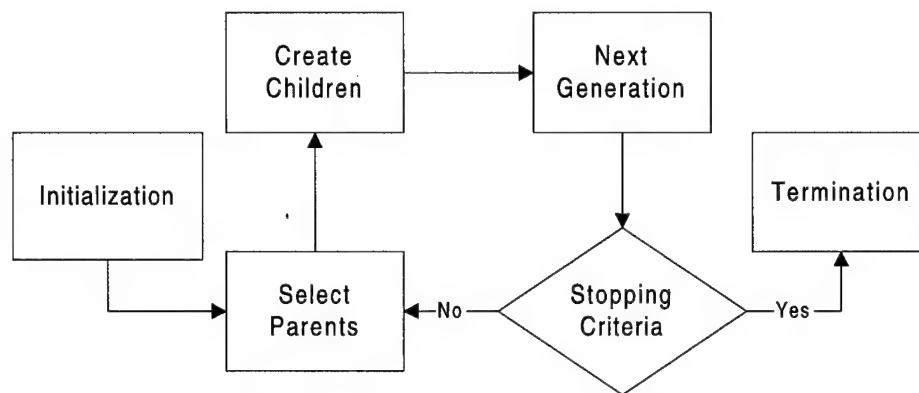 Create
Children
Next
Generation
Initialization
Termination
Select
Parents
No
Stopping
Criteria
Yes